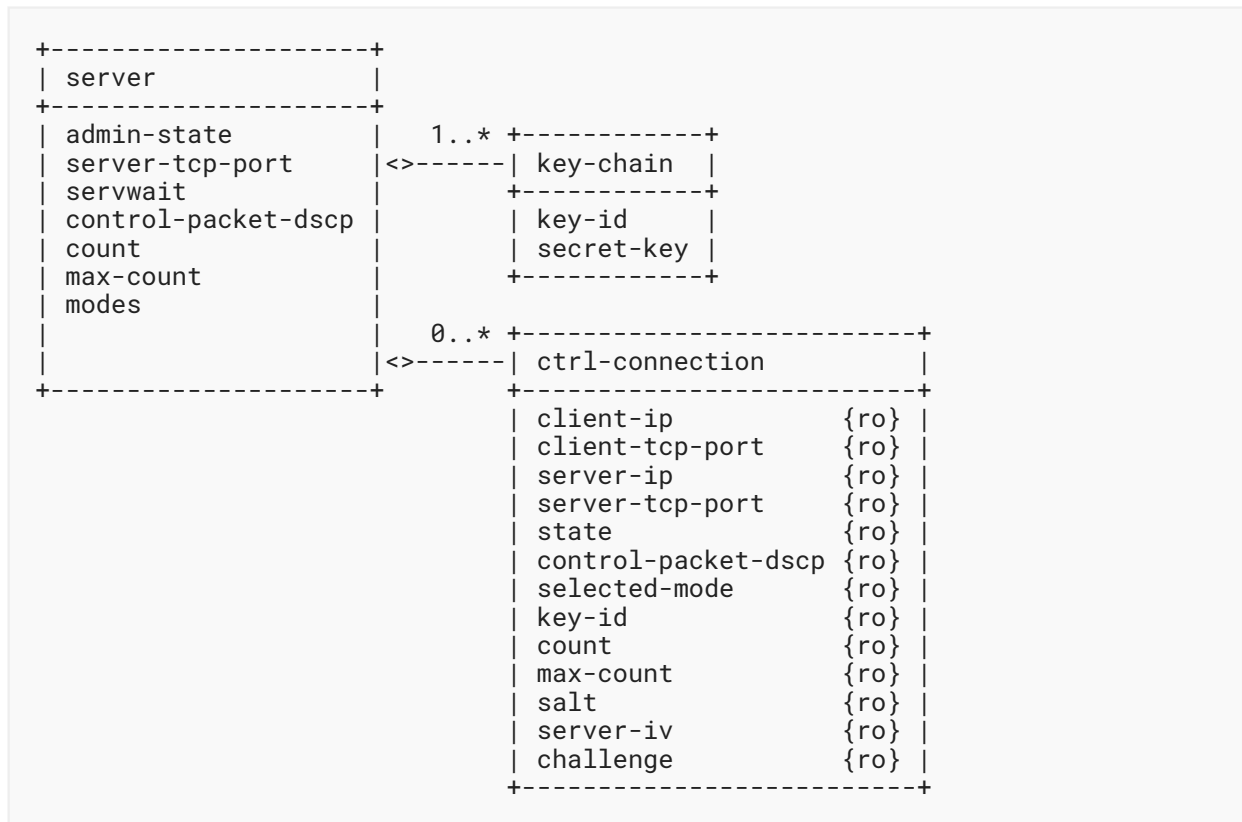 +---------------------+
| server              |
+---------------------+
| admin-state         |   1..* +------------+
| server-tcp-port     |<>------| key-chain  |
| servwait            |        +------------+
| control-packet-dscp |        | key-id     |
| count               |        | secret-key |
| max-count           |        +------------+
| modes               |
|                     |   0..* +--------------------------+
|                     |<>------| ctrl-connection          |
+---------------------+        +--------------------------+
                               | client-ip           {ro} |
                               | client-tcp-port     {ro} |
                               | server-ip           {ro} |
                               | server-tcp-port     {ro} |
                               | state               {ro} |
                               | control-packet-dscp {ro} |
                               | selected-mode       {ro} |
                               | key-id              {ro} |
                               | count               {ro} |
                               | max-count           {ro} |
                               | salt                {ro} |
                               | server-iv           {ro} |
                               | challenge           {ro} |
                               +--------------------------+